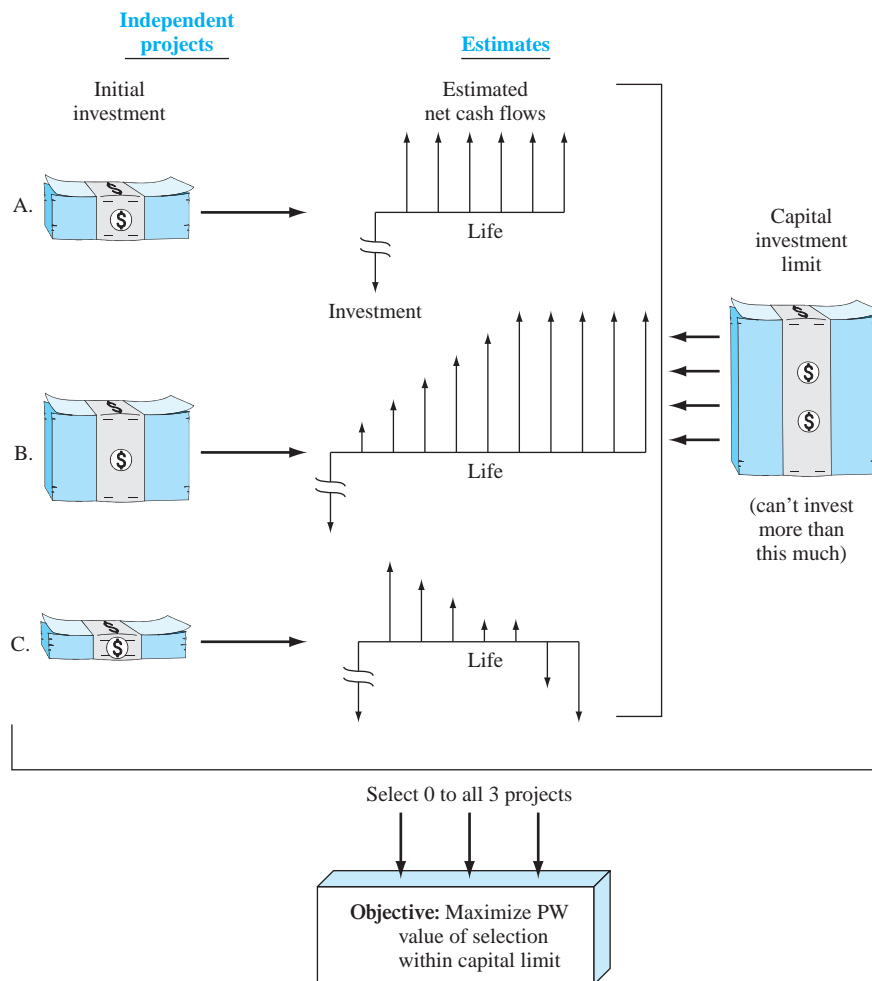 Independent
projects
Estimates
Initial
investment
Estimated
net cash flows
A.
$
$
Life
Investment
Capital
investment
limit
B.
$
$
Life
$
$
$
(can't invest
more than
this much)
C.
$
$
Life
Select 0 to all 3 projects
Objective: Maximize PW
value of selection
within capital limit